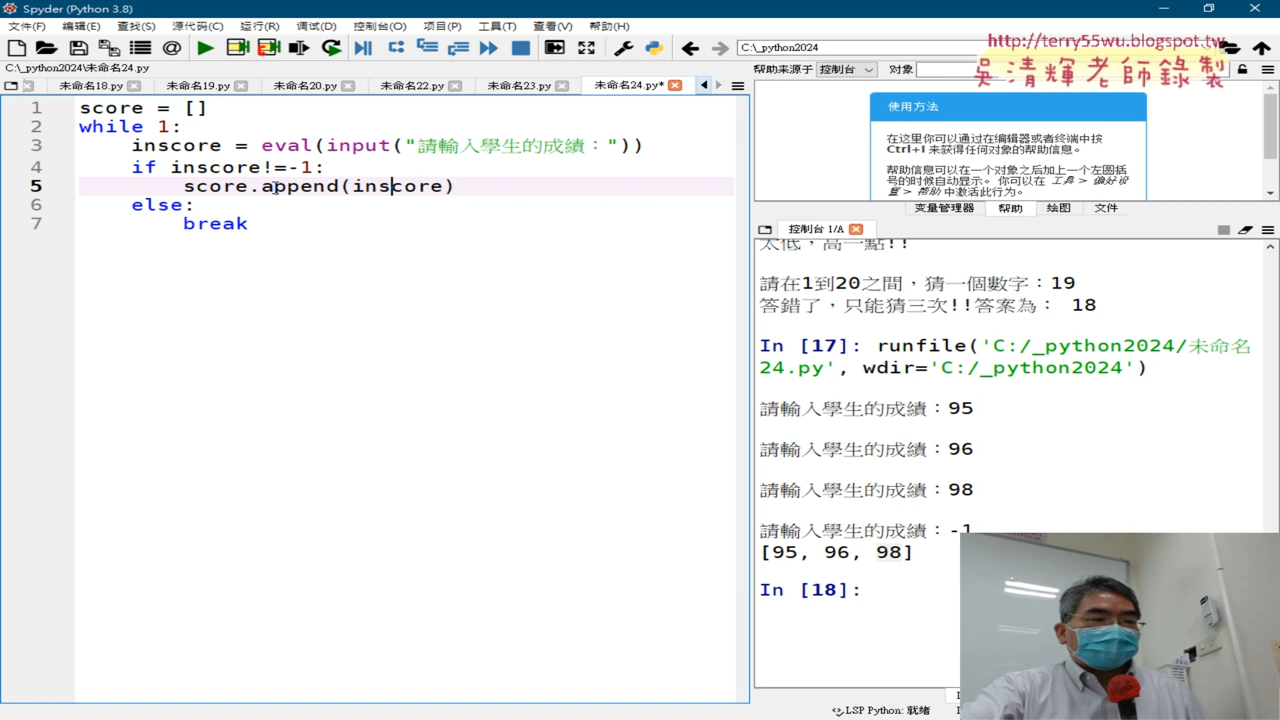 Spyder (Python 3.8)
文件(F) 编辑(E) 查找(S) 源代码(C) 运行(R) 调试(D) 控制台(O) 项目(P) 工具(T) 查看(V) 帮助(H)
C:\_python2024
http://terry55wu.blogspot.tw
吳清輝老師錄製
C:\_python2024\未命名24.py
帮助来源于 控制台 对象
未命名18.py 未命名19.py 未命名20.py 未命名22.py 未命名23.py 未命名24.py*
1 score = []
2 while 1:
3 inscore = eval(input("請輸入學生的成績："))
4 if inscore!=-1:
5 score.append(inscore)
6 else:
7 break
使用方法
在这里你可以通过在编辑器或者终端中按
Ctrl+I 来获得任何对象的帮助信息。
帮助信息可以在一个对象之后加上一个左圆括
号的时候自动显示。 你可以在 工具 > 偏好设
置 > 帮助 中激活此行为。
变量管理器 帮助 绘图 文件
控制台 1/A
太低，高一點!!
請在1到20之間，猜一個數字：19
答錯了，只能猜三次!!答案為： 18
In [17]: runfile('C:/_python2024/未命名
24.py', wdir='C:/_python2024')
請輸入學生的成績：95
請輸入學生的成績：96
請輸入學生的成績：98
請輸入學生的成績：-1
[95, 96, 98]
In [18]:
LSP Python: 就绪